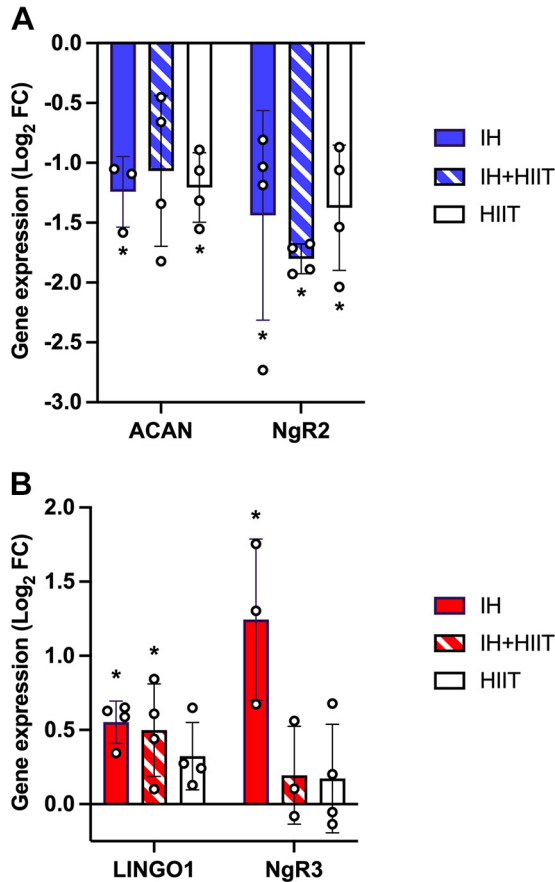 A
Gene expression (Log2 FC)
0.0
-0.5
-1.0
-1.5
-2.0
-2.5
-3.0
* * * * *
ACAN NgR2
IH
IH+HIIT
HIIT
B
Gene expression (Log2 FC)
2.0
1.5
1.0
0.5
0.0
* * *
LINGO1 NgR3
IH
IH+HIIT
HIIT